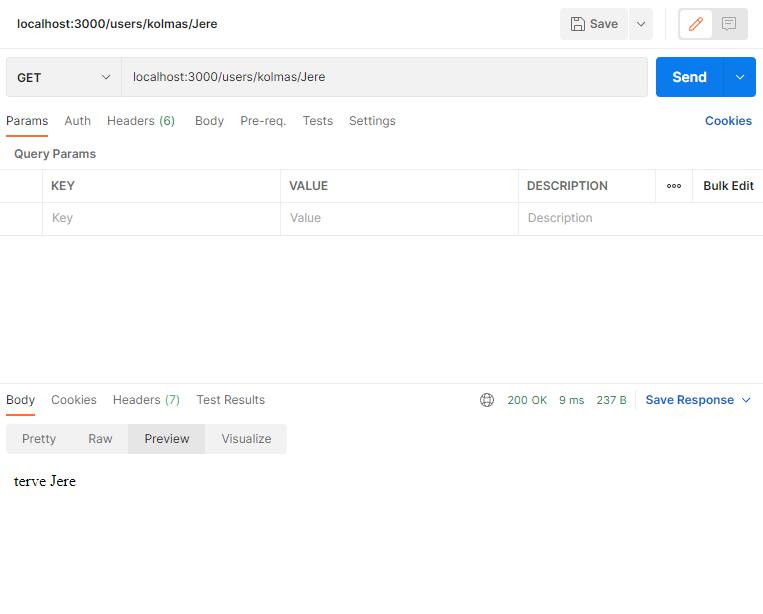 localhost:3000/users/kolmas/Jere Save
GET localhost:3000/users/kolmas/Jere Send
Params Auth Headers (6) Body Pre-req. Tests Settings Cookies
Query Params
KEY VALUE DESCRIPTION Bulk Edit
Key Value Description
Body Cookies Headers (7) Test Results 200 OK 9 ms 237 B Save Response
Pretty Raw Preview Visualize
terve Jere